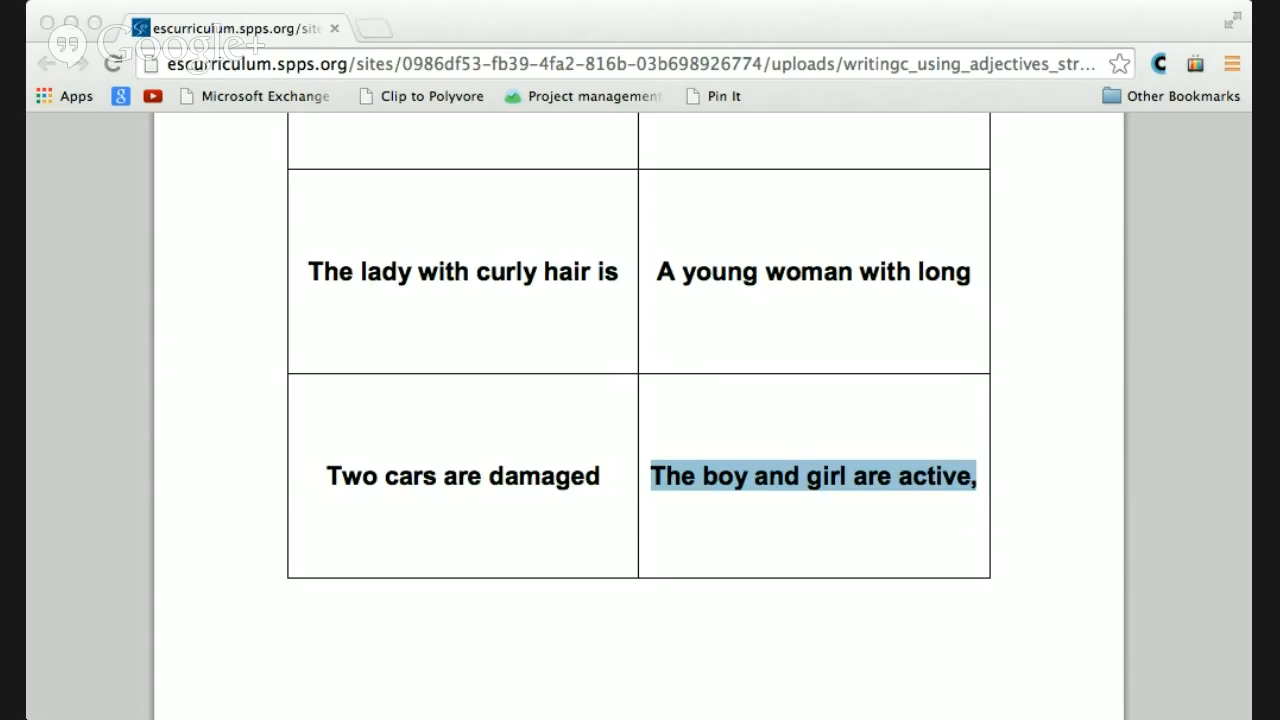 escurriculum.spps.org/site
Google+
escurriculum.spps.org/sites/0986df53-fb39-4fa2-816b-03b698926774/uploads/writingc_using_adjectives_str...
Apps
Microsoft Exchange
Clip to Polyvore
Project management
Pin It
Other Bookmarks
The lady with curly hair is
A young woman with long
Two cars are damaged
The boy and girl are active,